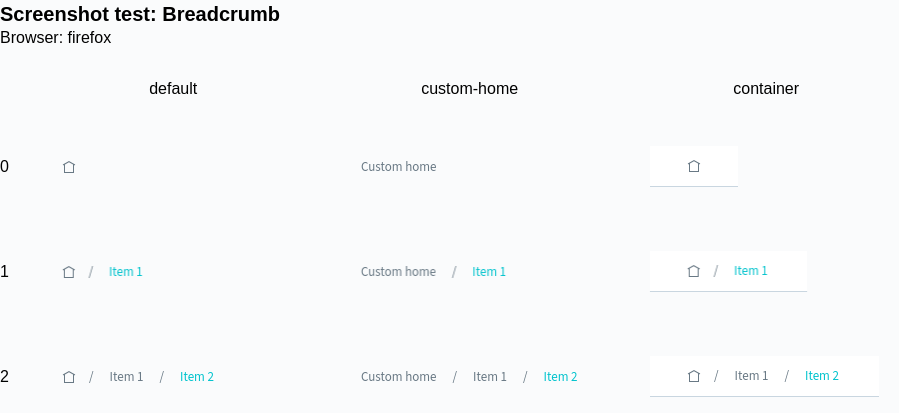 Screenshot test: Breadcrumb
Browser: firefox
default custom-home container
0 Custom home
1 / Item 1 Custom home / Item 1 / Item 1
2 / Item 1 / Item 2 Custom home / Item 1 / Item 2 / Item 1 / Item 2